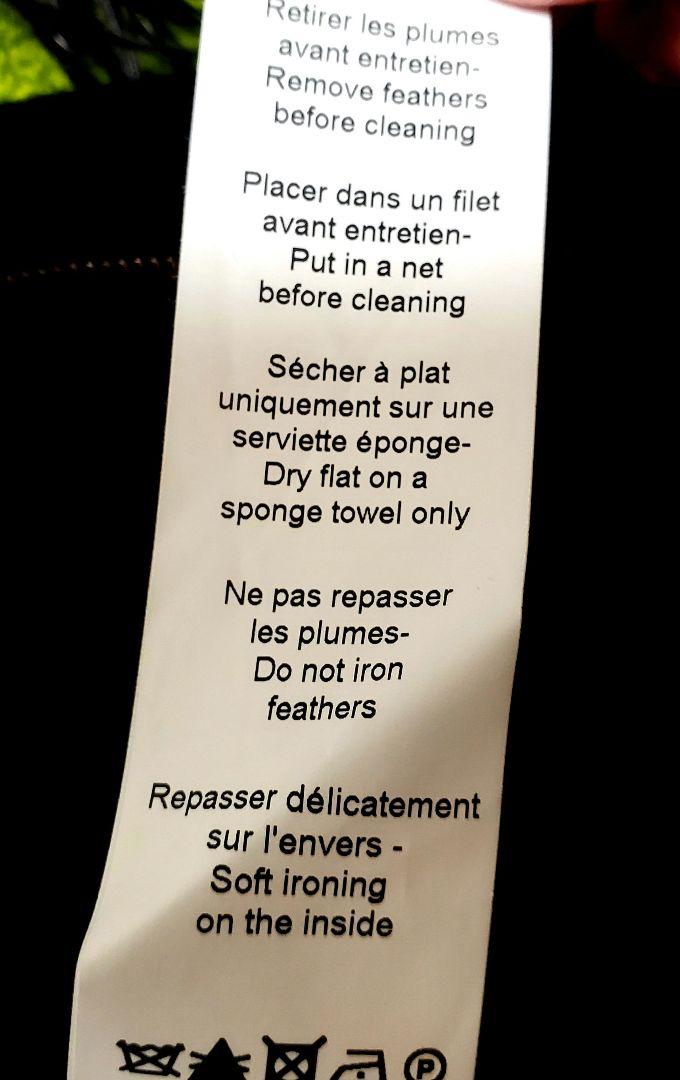 Retirer les plumes
avant entretien-
Remove feathers
before cleaning
Placer dans un filet
avant entretien-
Put in a net
before cleaning
Sécher à plat
uniquement sur une
serviette éponge-
Dry flat on a
sponge towel only
Ne pas repasser
les plumes-
Do not iron
feathers
Repasser délicatement
sur l'envers -
Soft ironing
on the inside
P